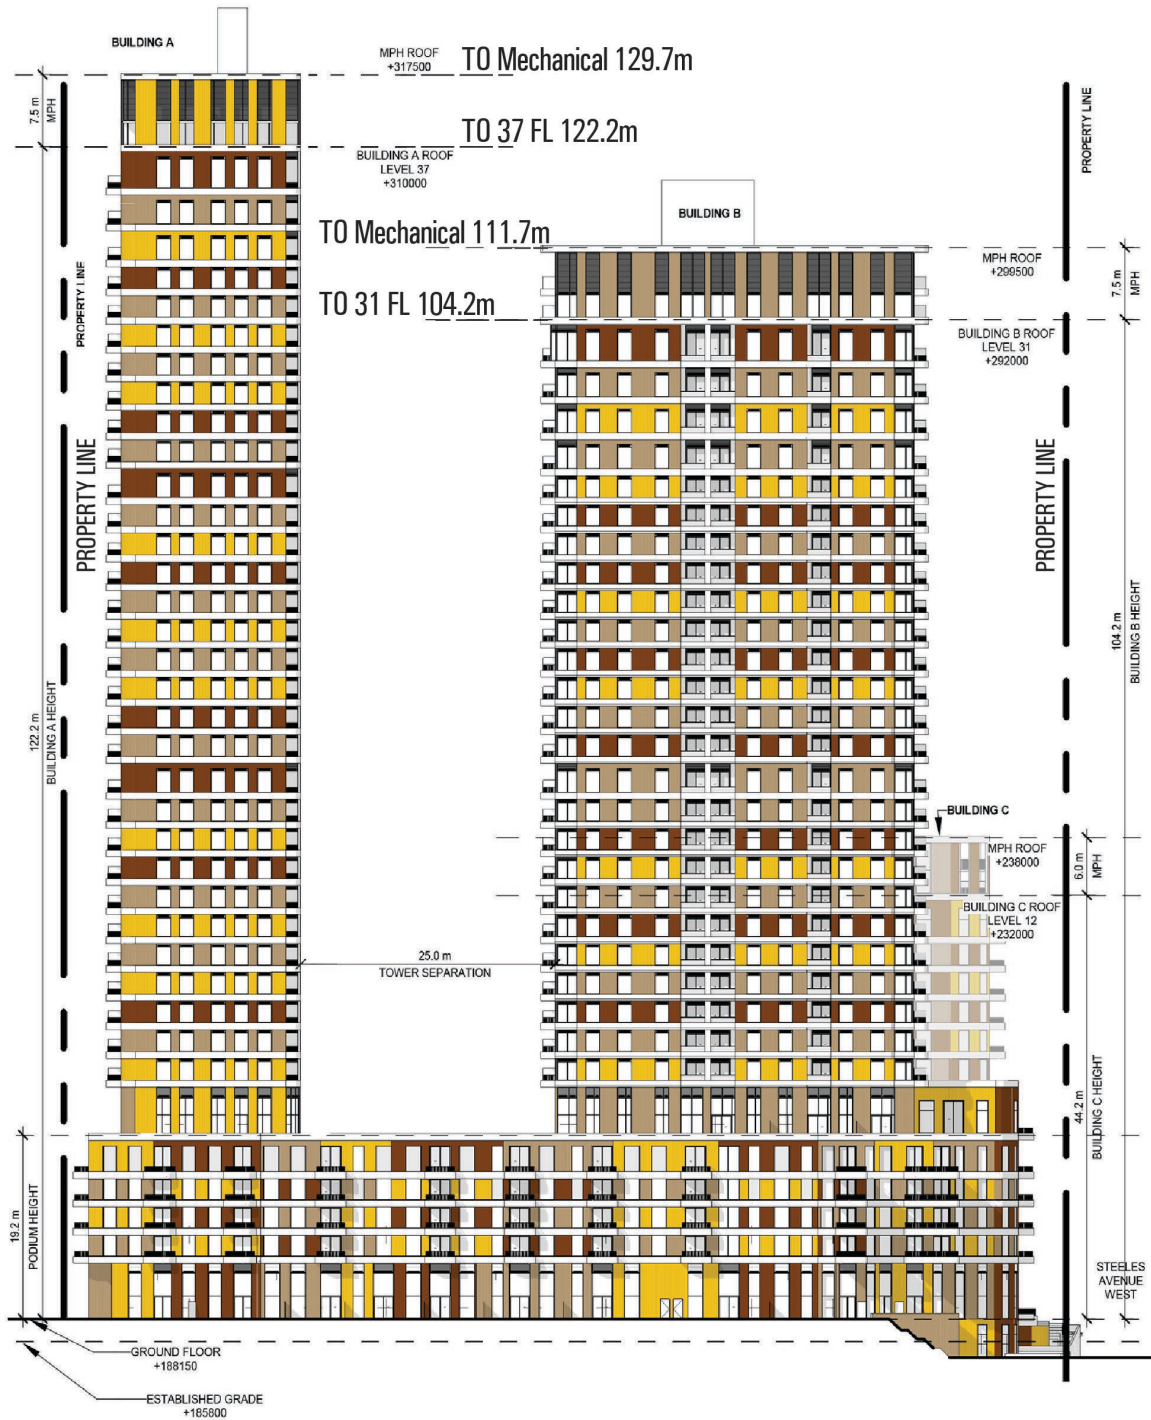 BUILDING A
MPH ROOF
+317500
TO Mechanical 129.7m
7.5 m
MPH
PROPERTY LINE
TO 37 FL 122.2m
BUILDING A ROOF
LEVEL 37
+310000
BUILDING B
TO Mechanical 111.7m
MPH ROOF
+299500
7.5 m
MPH
PROPERTY LINE
TO 31 FL 104.2m
BUILDING B ROOF
LEVEL 31
+292000
PROPERTY LINE
PROPERTY LINE
104.2 m
BUILDING B HEIGHT
122.2 m
BUILDING A HEIGHT
BUILDING C
MPH ROOF
+238000
6.0 m
MPH
BUILDING C ROOF
LEVEL 12
+232000
25.0 m
TOWER SEPARATION
44.2 m
BUILDING C HEIGHT
19.2 m
PODIUM HEIGHT
STEELES
AVENUE
WEST
GROUND FLOOR
+188150
ESTABLISHED GRADE
+185800